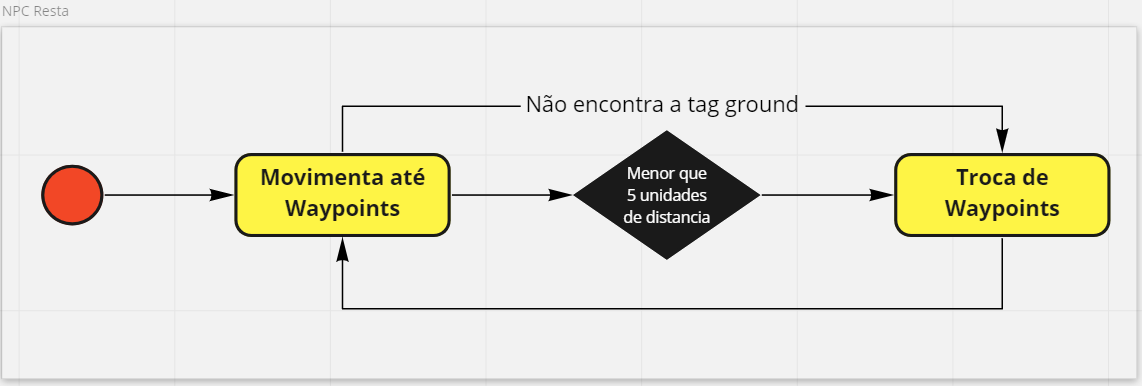 NPC Resta
Não encontra a tag ground
Movimenta até
Waypoints
Menor que
5 unidades
de distancia
Troca de
Waypoints